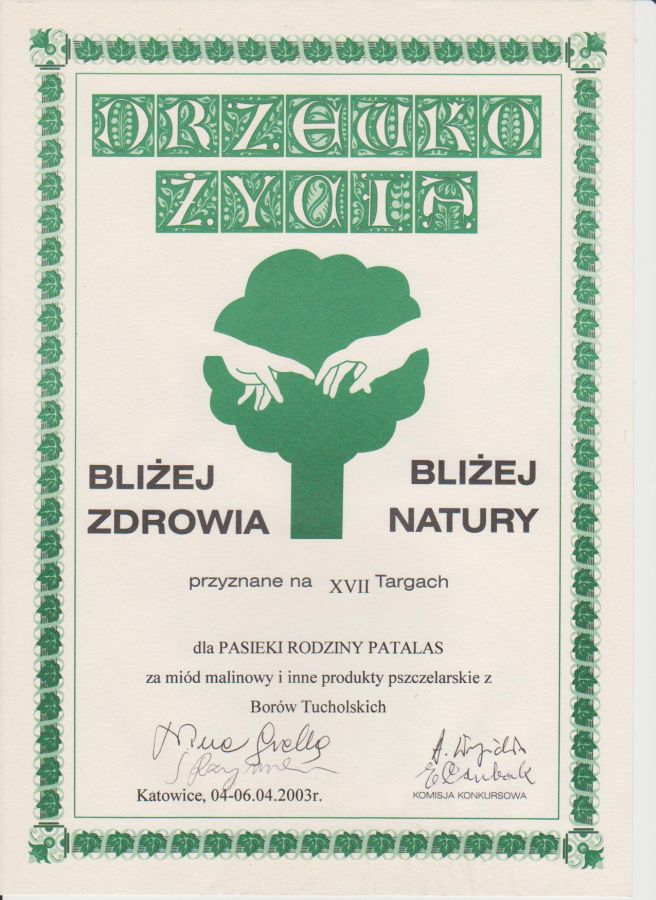 DRZEWKO
ŻYCIA
BLIŻEJ
ZDROWIA
BLIŻEJ
NATURY
przyznane na XVII Targach
dla PASIEKI RODZINY PATALAS
za miód malinowy i inne produkty pszczelarskie z
Borów Tucholskich
Katowice, 04-06.04.2003r.
KOMISJA KONKURSOWA